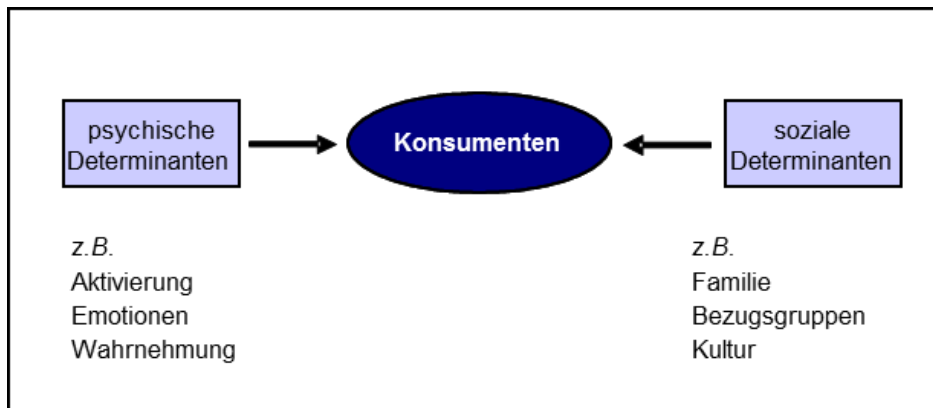 psychische
Determinanten
Konsumenten
soziale
Determinanten
z.B.
Aktivierung
Emotionen
Wahrnehmung
z.B.
Familie
Bezugsgruppen
Kultur